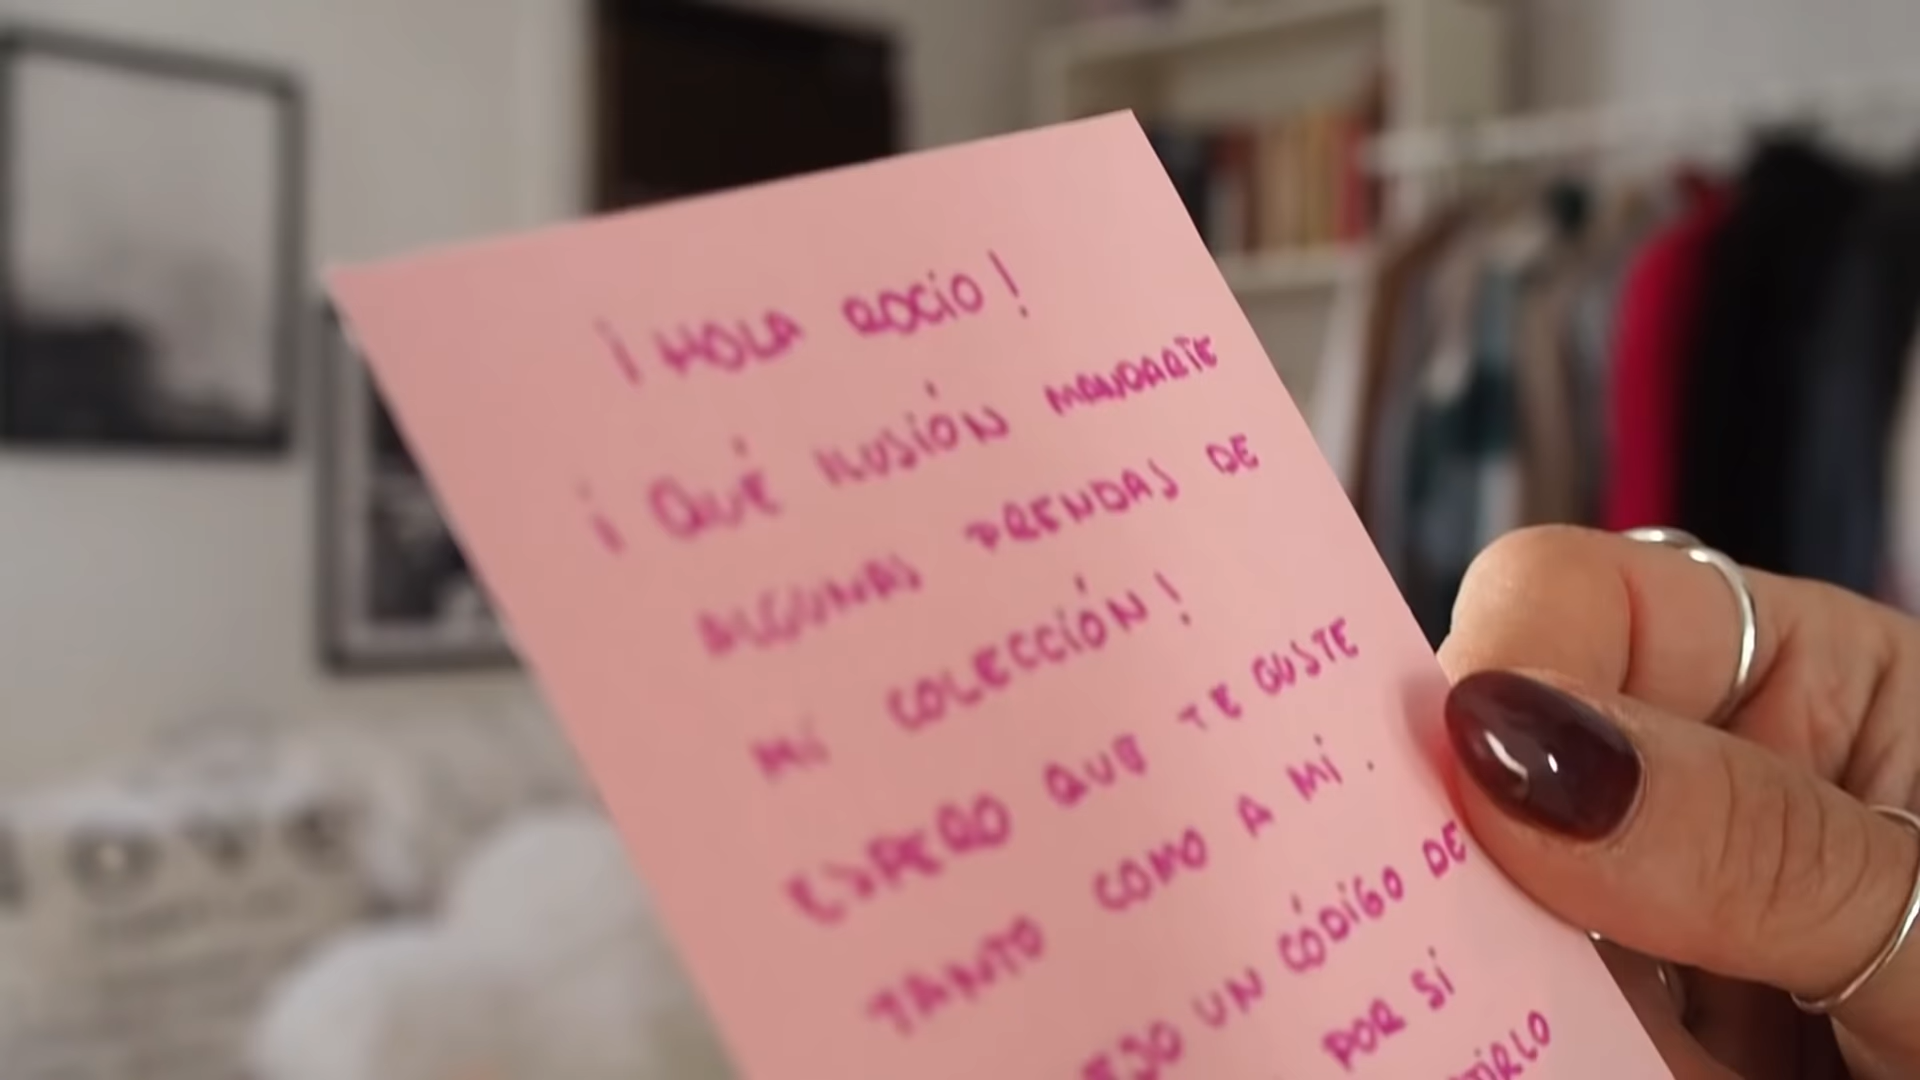 ¡HOLA ROCÍO!
¡QUÉ ILUSIÓN MANDARTE
ALGUNAS PRENDAS DE
MI COLECCIÓN!
ESPERO QUE TE GUSTE
TANTO COMO A MÍ.
UN CÓDIGO DE
POR SI